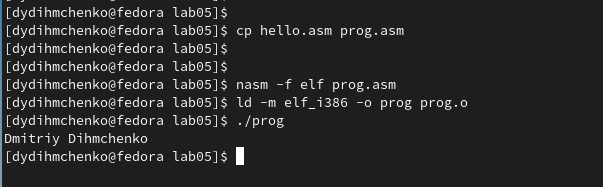 [dydihmchenko@fedora lab05]$
[dydihmchenko@fedora lab05]$ cp hello.asm prog.asm
[dydihmchenko@fedora lab05]$
[dydihmchenko@fedora lab05]$
[dydihmchenko@fedora lab05]$ nasm -f elf prog.asm
[dydihmchenko@fedora lab05]$ ld -m elf_i386 -o prog prog.o
[dydihmchenko@fedora lab05]$ ./prog
Dmitriy Dihmchenko
[dydihmchenko@fedora lab05]$